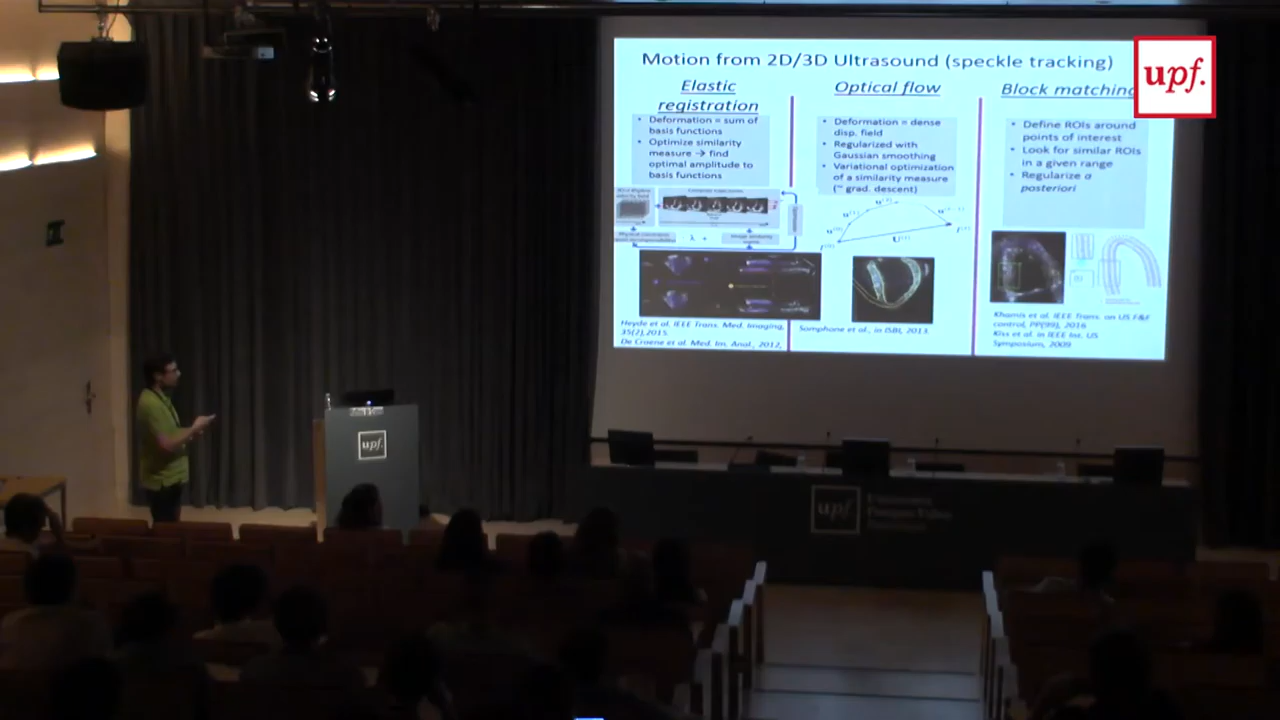 Motion from 2D/3D Ultrasound (speckle tracking)
upf.
Elastic
registration
• Deformation = sum of
basis functions
• Optimize similarity
measure → find
optimal amplitude to
basis functions
λ +
Heyde et al. IEEE Trans. Med. Imaging,
35(2),2015.
De Craene et al. Med. Im. Anal., 2012,
Optical flow
• Deformation = dense
disp. field
• Regularized with
Gaussian smoothing
• Variational optimization
of a similarity measure
(~ grad. descent)
Somphone et al., in ISBI, 2013.
Block matching
• Define ROIs around
points of interest
• Look for similar ROIs
in a given range
• Regularize a
posteriori
Khamis et al. IEEE Trans. on US F&F
control, PP(99), 2016
Kiss et al. in IEEE Int. US
Symposium, 2009
upf.
upf.
Universitat
Pompeu Fabra
Barcelona